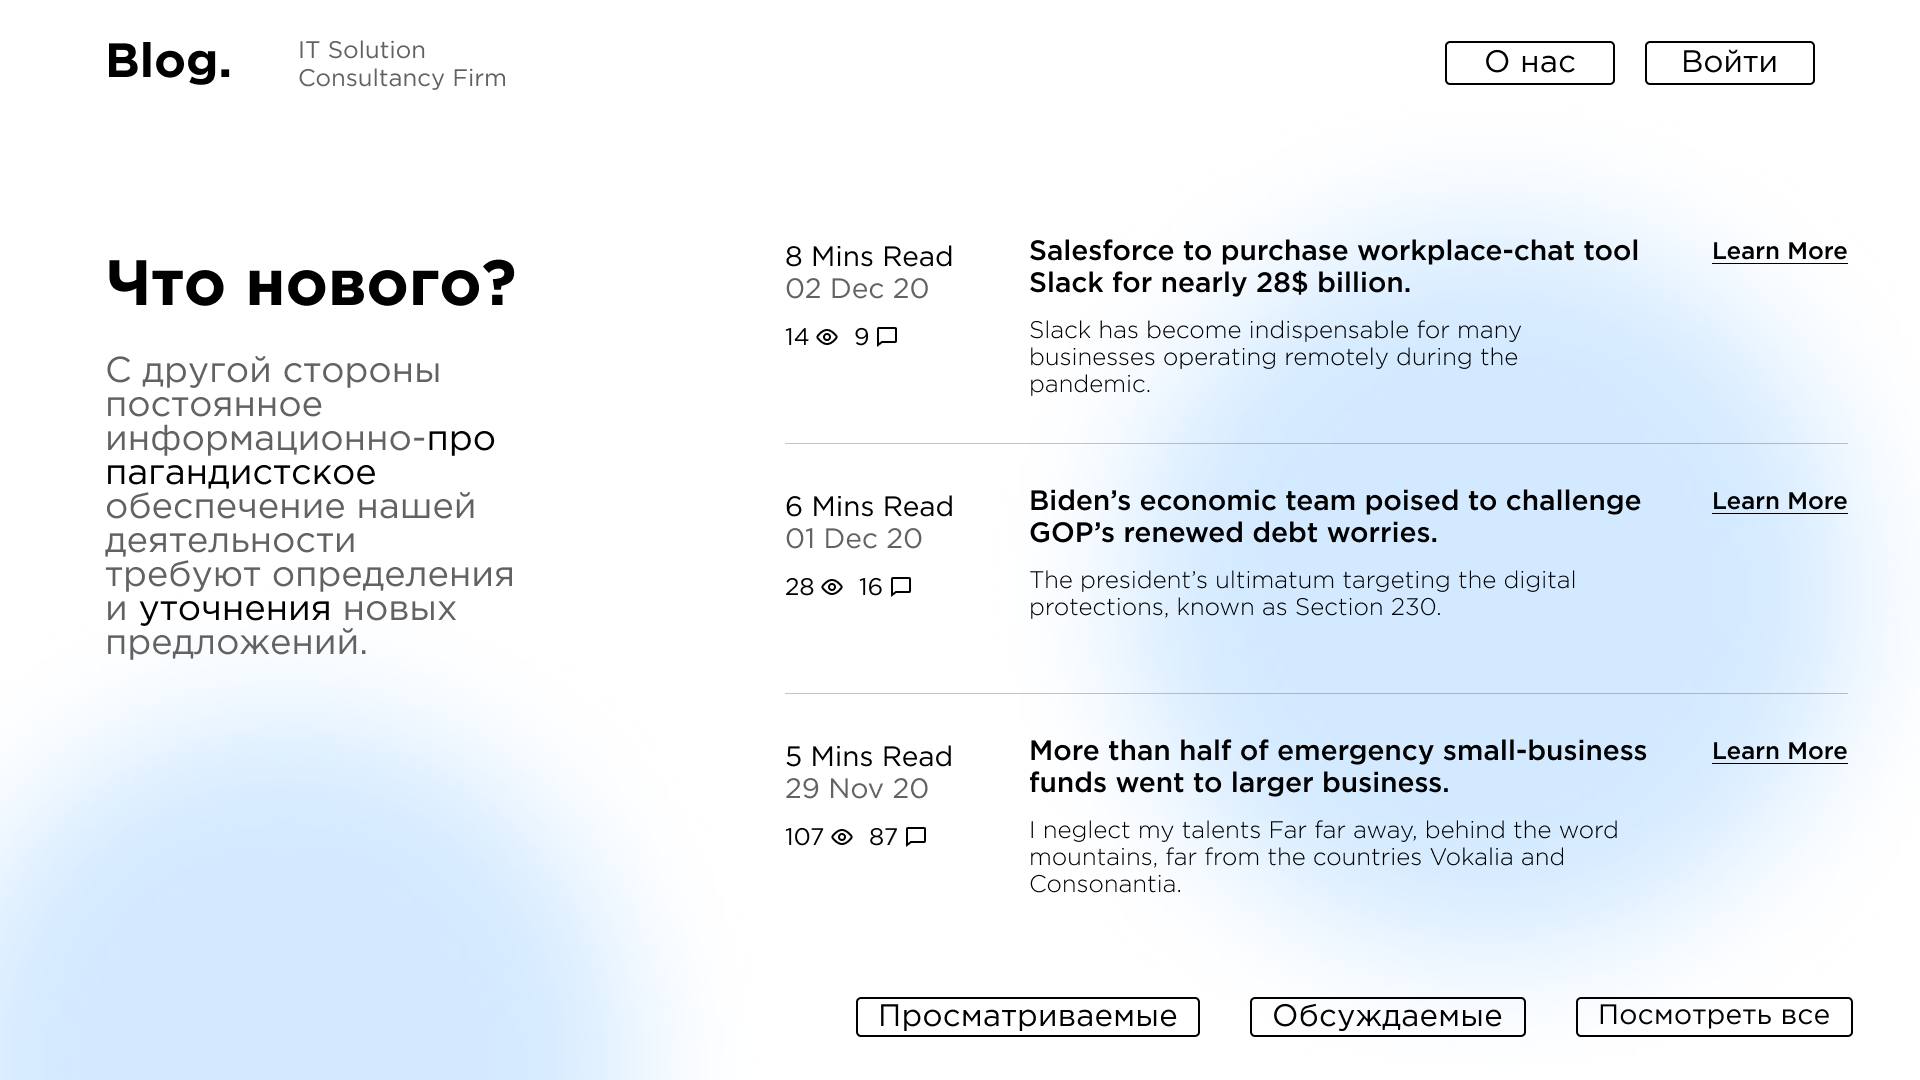 Blog.
IT Solution
Consultancy Firm
О нас
Войти
Что нового?
С другой стороны
постоянное
информационно-про
пагандистское
обеспечение нашей
деятельности
требуют определения
и уточнения новых
предложений.
8 Mins Read
02 Dec 20
14 9
Salesforce to purchase workplace-chat tool
Slack for nearly 28$ billion.
Slack has become indispensable for many
businesses operating remotely during the
pandemic.
Learn More
6 Mins Read
01 Dec 20
28 16
Biden’s economic team poised to challenge
GOP’s renewed debt worries.
The president’s ultimatum targeting the digital
protections, known as Section 230.
Learn More
5 Mins Read
29 Nov 20
107 87
More than half of emergency small-business
funds went to larger business.
I neglect my talents Far far away, behind the word
mountains, far from the countries Vokalia and
Consonantia.
Learn More
Просматриваемые
Обсуждаемые
Посмотреть все